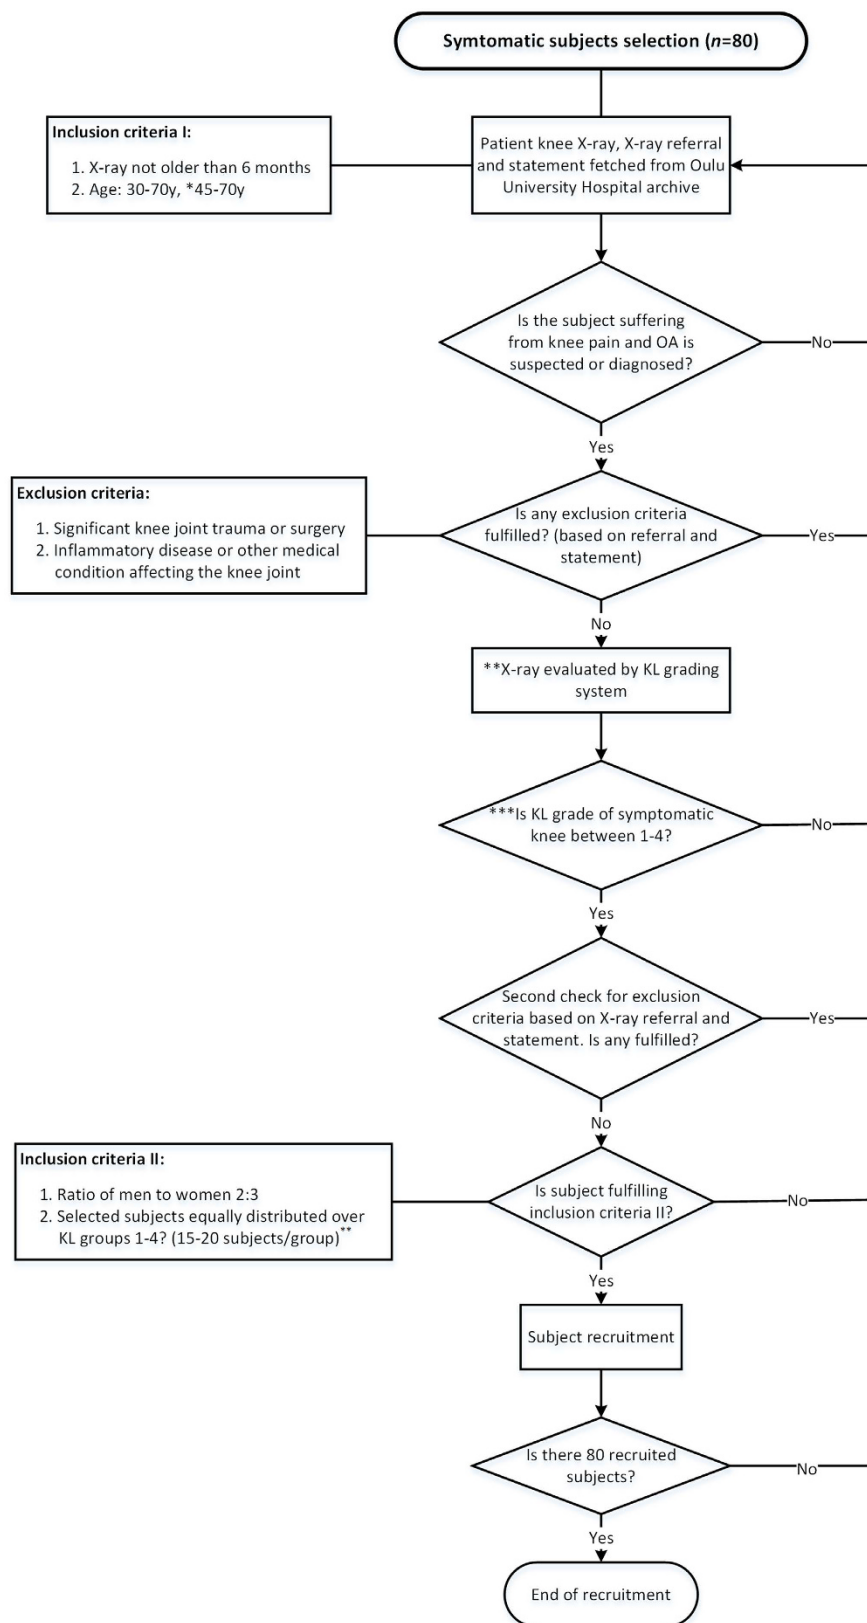 Symtomatic subjects selection (n=80)
Inclusion criteria I:
1. X-ray not older than 6 months
2. Age: 30-70y, *45-70y
Patient knee X-ray, X-ray referral
and statement fetched from Oulu
University Hospital archive
Is the subject suffering
from knee pain and OA is
suspected or diagnosed?
No
Yes
Exclusion criteria:
1. Significant knee joint trauma or surgery
2. Inflammatory disease or other medical
condition affecting the knee joint
Is any exclusion criteria
fulfilled? (based on referral and
statement)
Yes
No
**X-ray evaluated by KL grading
system
***Is KL grade of symptomatic
knee between 1-4?
No
Yes
Second check for exclusion
criteria based on X-ray referral and
statement. Is any fulfilled?
Yes
No
Inclusion criteria II:
1. Ratio of men to women 2:3
2. Selected subjects equally distributed over
KL groups 1-4? (15-20 subjects/group)**
Is subject fulfilling
inclusion criteria II?
No
Yes
Subject recruitment
Is there 80 recruited
subjects?
No
Yes
End of recruitment